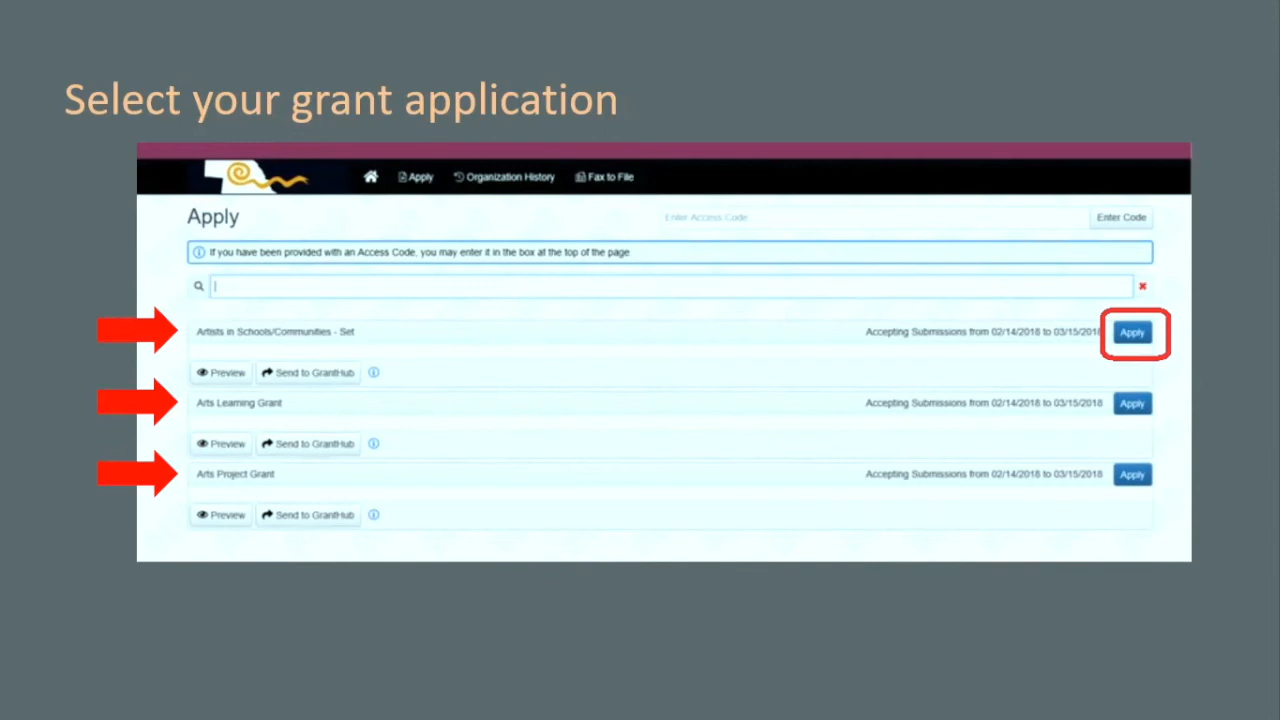 Select your grant application
Apply Organization History Fax to File
Apply Enter Access Code Enter Code
If you have been provided with an Access Code, you may enter it in the box at the top of the page
Artists in Schools/Communities - Set Accepting Submissions from 02/14/2018 to 03/15/2018 Apply
Preview Send to GrantHub
Arts Learning Grant Accepting Submissions from 02/14/2018 to 03/15/2018 Apply
Preview Send to GrantHub
Arts Project Grant Accepting Submissions from 02/14/2018 to 03/15/2018 Apply
Preview Send to GrantHub